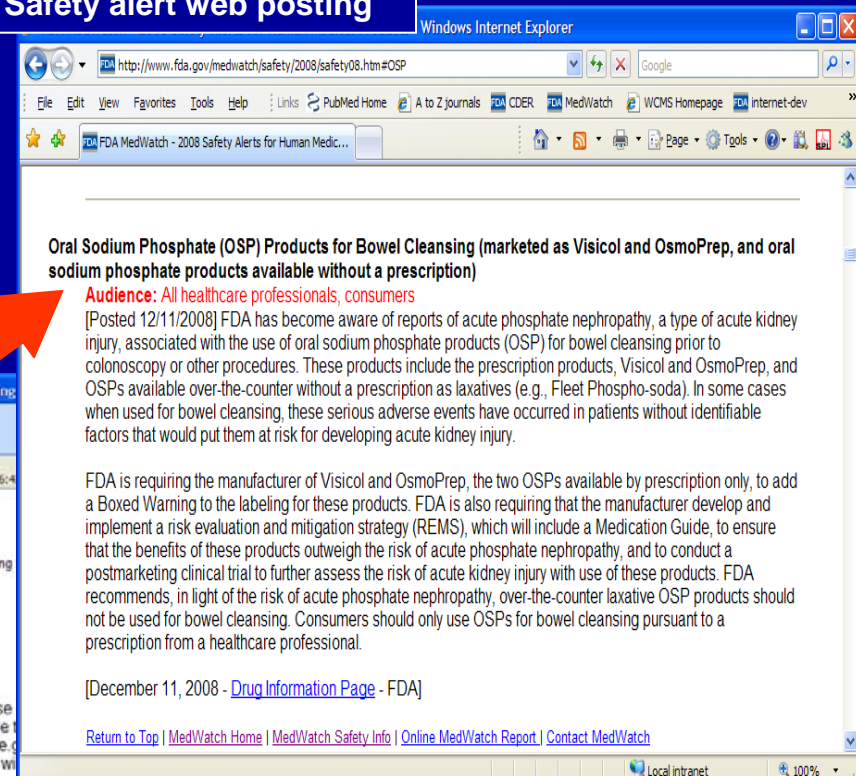 Safety alert web posting
Windows Internet Explorer
http://www.fda.gov/medwatch/safety/2008/safety08.htm#OSP
Google
File Edit View Favorites Tools Help Links PubMed Home A to Z journals FDA CDER FDA MedWatch WCMS Homepage FDA internet-dev »
FDA FDA MedWatch - 2008 Safety Alerts for Human Medic... Page Tools
Oral Sodium Phosphate (OSP) Products for Bowel Cleansing (marketed as Visicol and OsmoPrep, and oral
sodium phosphate products available without a prescription)
Audience: All healthcare professionals, consumers
[Posted 12/11/2008] FDA has become aware of reports of acute phosphate nephropathy, a type of acute kidney
injury, associated with the use of oral sodium phosphate products (OSP) for bowel cleansing prior to
colonoscopy or other procedures. These products include the prescription products, Visicol and OsmoPrep, and
OSPs available over-the-counter without a prescription as laxatives (e.g., Fleet Phospho-soda). In some cases
when used for bowel cleansing, these serious adverse events have occurred in patients without identifiable
factors that would put them at risk for developing acute kidney injury.
FDA is requiring the manufacturer of Visicol and OsmoPrep, the two OSPs available by prescription only, to add
a Boxed Warning to the labeling for these products. FDA is also requiring that the manufacturer develop and
implement a risk evaluation and mitigation strategy (REMS), which will include a Medication Guide, to ensure
that the benefits of these products outweigh the risk of acute phosphate nephropathy, and to conduct a
postmarketing clinical trial to further assess the risk of acute kidney injury with use of these products. FDA
recommends, in light of the risk of acute phosphate nephropathy, over-the-counter laxative OSP products should
not be used for bowel cleansing. Consumers should only use OSPs for bowel cleansing pursuant to a
prescription from a healthcare professional.
[December 11, 2008 - Drug Information Page - FDA]
Return to Top | MedWatch Home | MedWatch Safety Info | Online MedWatch Report | Contact MedWatch
Local intranet 100%